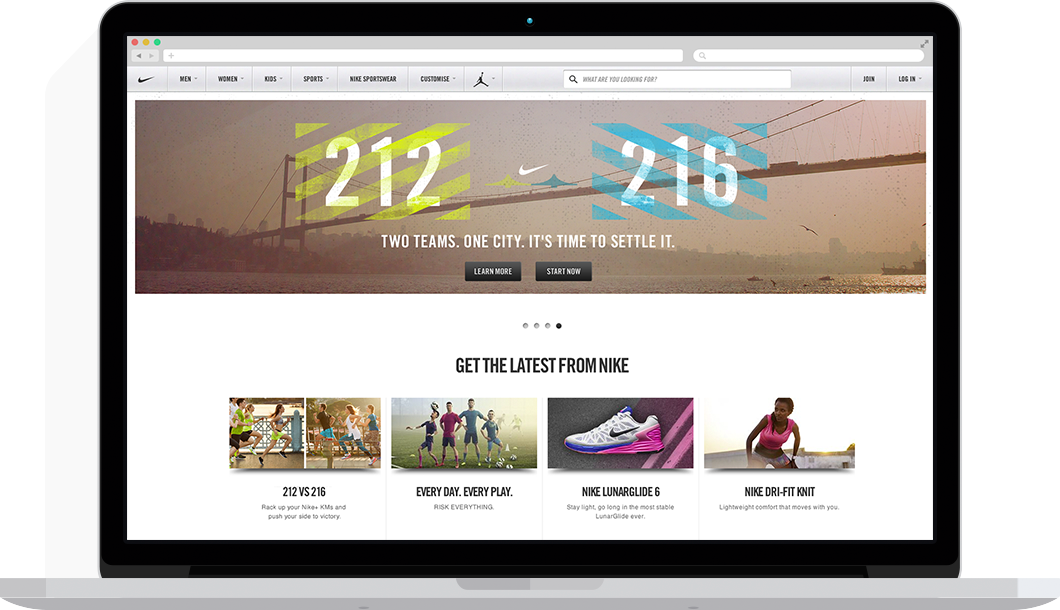 MEN
WOMEN
KIDS
SPORTS
NIKE SPORTSWEAR
CUSTOMISE
WHAT ARE YOU LOOKING FOR?
JOIN
LOG IN
212
216
TWO TEAMS. ONE CITY. IT'S TIME TO SETTLE IT.
LEARN MORE
START NOW
GET THE LATEST FROM NIKE
212 VS 216
Rack up your Nike+ KMs and
push your side to victory.
EVERY DAY. EVERY PLAY.
RISK EVERYTHING.
NIKE LUNARGLIDE 6
Stay light, go long in the most stable
LunarGlide ever.
NIKE DRI-FIT KNIT
Lightweight comfort that moves with you.